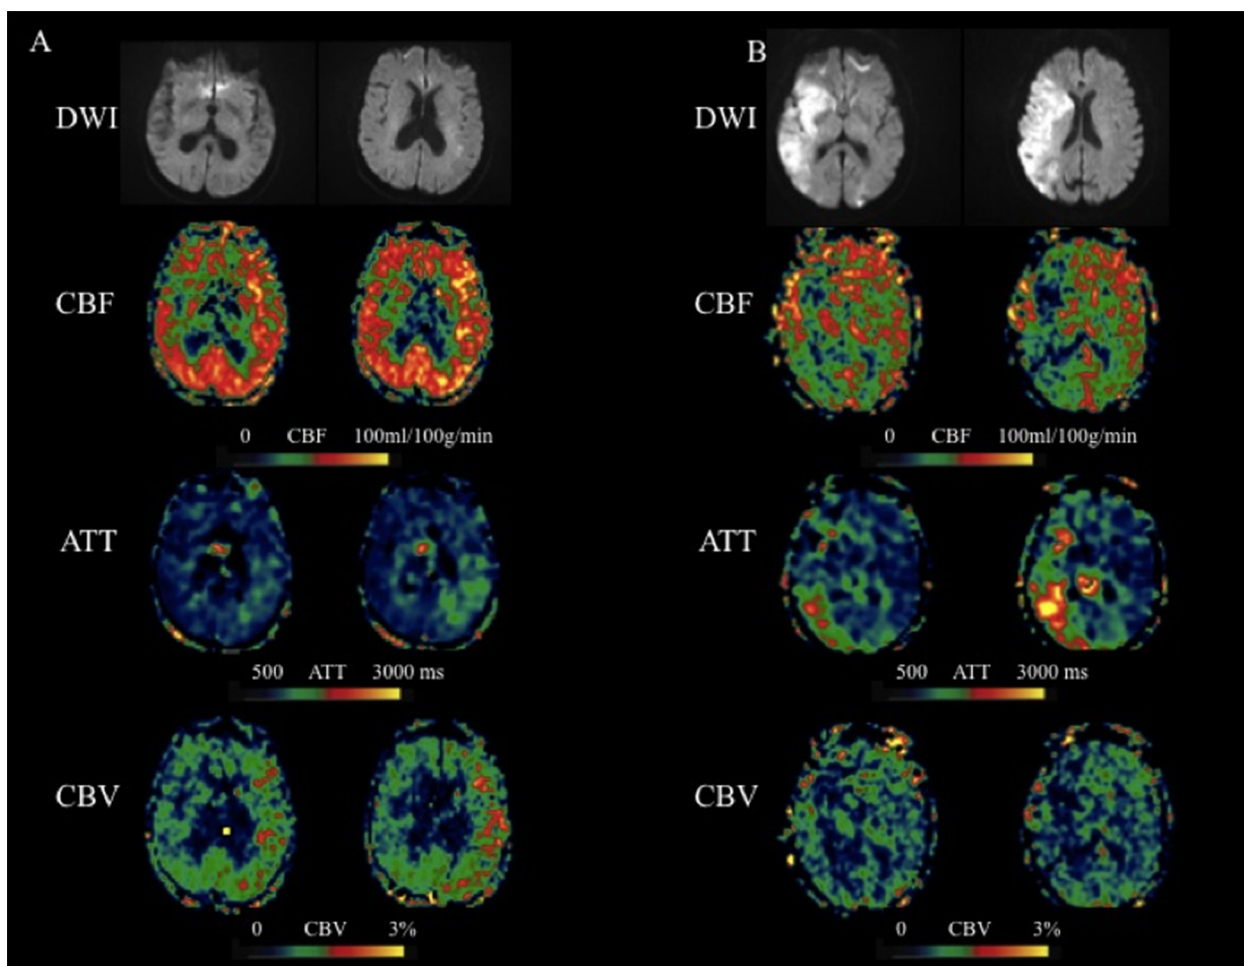 A
B
DWI
DWI
CBF
CBF
0 CBF 100ml/100g/min
0 CBF 100ml/100g/min
ATT
ATT
500 ATT 3000 ms
500 ATT 3000 ms
CBV
CBV
0 CBV 3%
0 CBV 3%